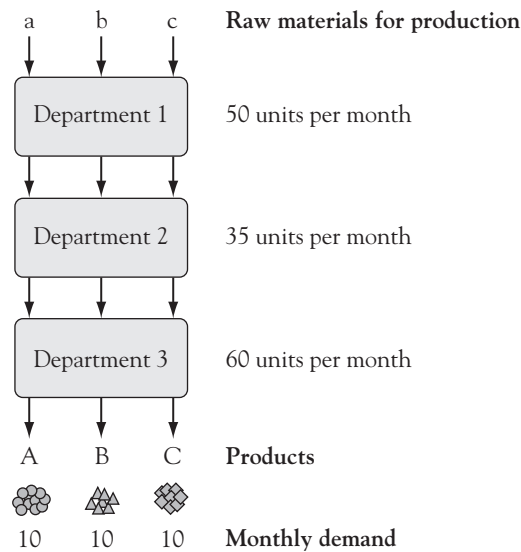 a b c Raw materials for production
Department 1 50 units per month
Department 2 35 units per month
Department 3 60 units per month
A B C Products
10 10 10 Monthly demand